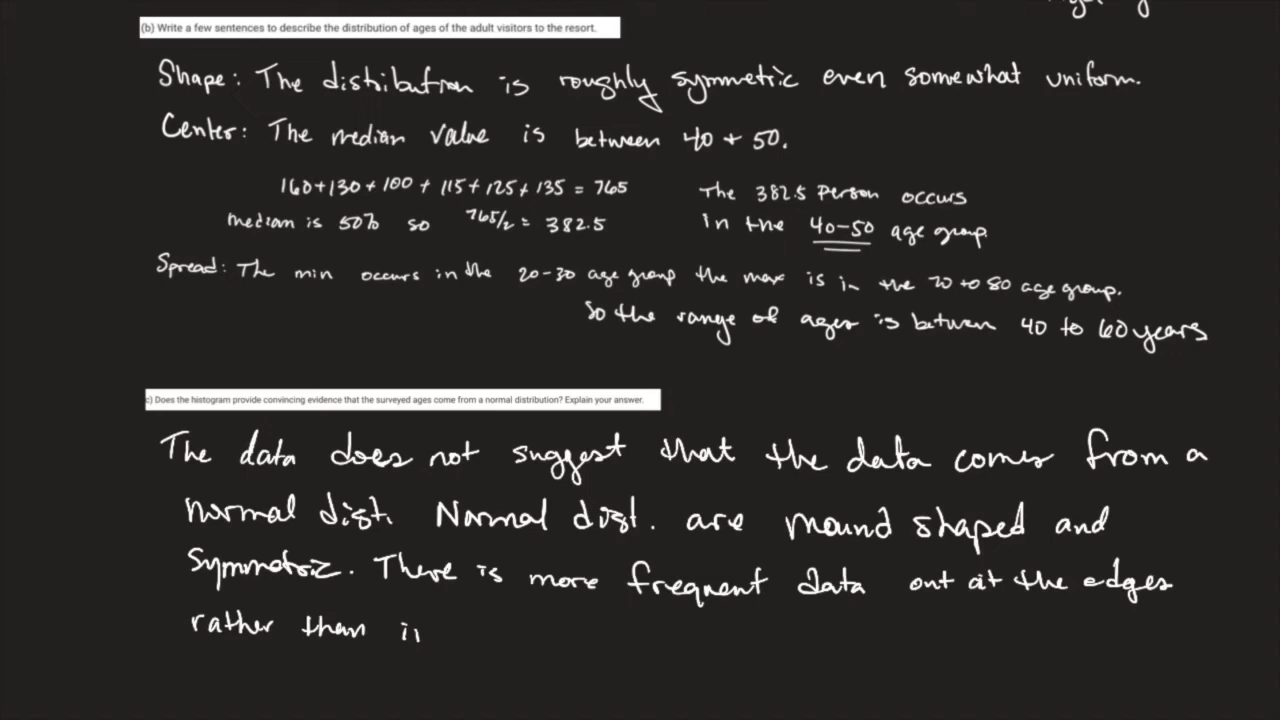 (b) Write a few sentences to describe the distribution of ages of the adult visitors to the resort.
Shape: The distribution is roughly symmetric even somewhat uniform.
Center: The median value is between 40 + 50.
160+130+100 + 115+125+135 = 765
The 382.5 person occurs
median is 50% so 765/2 = 382.5
in the 40-50 age group
Spread: The min occurs in the 20-30 age group the max is in the 70 to 80 age group.
So the range of ages is between 40 to 60 years
c) Does the histogram provide convincing evidence that the surveyed ages come from a normal distribution? Explain your answer.
The data does not suggest that the data comes from a
normal dist. Normal dist. are mound shaped and
Symmetric. There is more frequent data out at the edges
rather than